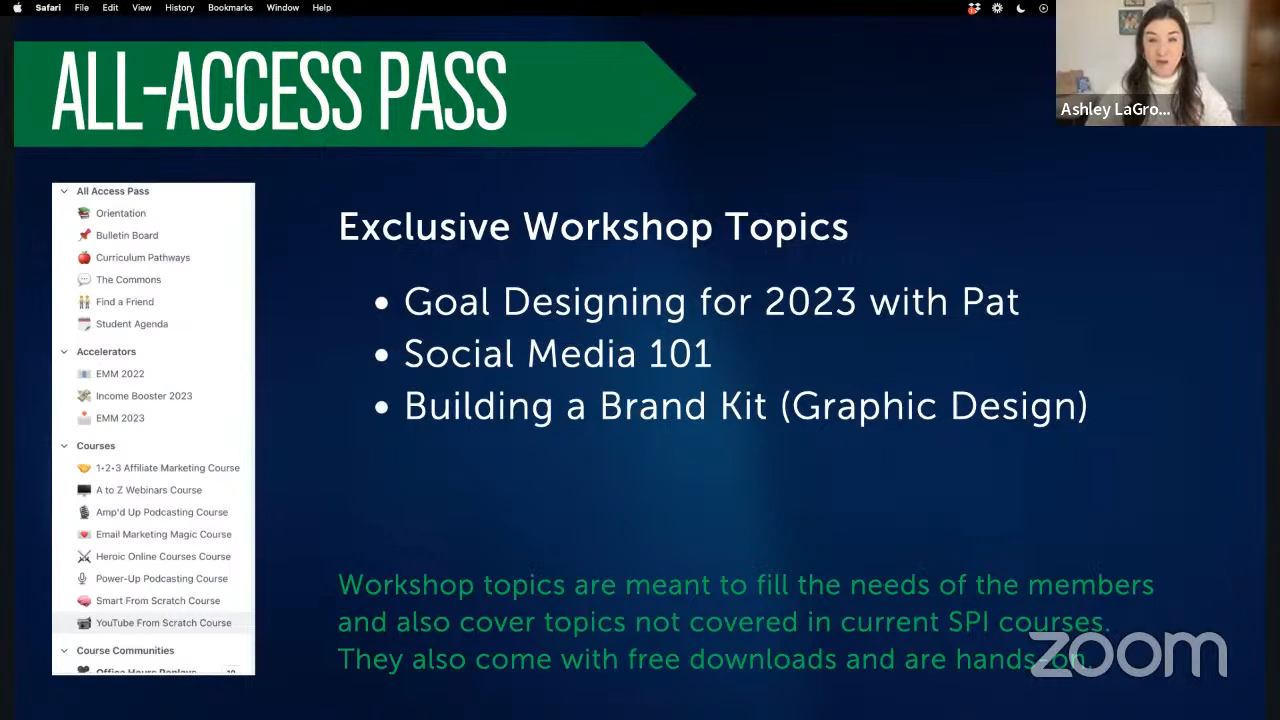 Safari File Edit View History Bookmarks Window Help
ALL-ACCESS PASS
Ashley LaGro...
All Access Pass
Orientation
Bulletin Board
Curriculum Pathways
The Commons
Find a Friend
Student Agenda
Accelerators
EMM 2022
Income Booster 2023
EMM 2023
Courses
1•2•3 Affiliate Marketing Course
A to Z Webinars Course
Amp'd Up Podcasting Course
Email Marketing Magic Course
Heroic Online Courses Course
Power-Up Podcasting Course
Smart From Scratch Course
YouTube From Scratch Course
Course Communities
Office Hours Replays
Exclusive Workshop Topics
• Goal Designing for 2023 with Pat
• Social Media 101
• Building a Brand Kit (Graphic Design)
Workshop topics are meant to fill the needs of the members
and also cover topics not covered in current SPI courses.
They also come with free downloads and are hands-on.
zoom